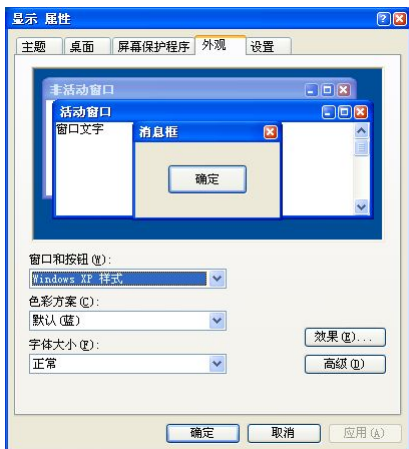 显示 属性
主题 桌面 屏幕保护程序 外观 设置
非活动窗口
活动窗口
窗口文字
消息框
确定
窗口和按钮(W):
Windows XP 样式
色彩方案(C):
默认(蓝)
字体大小(F):
正常
效果(E)...
高级(D)
确定 取消 应用(A)